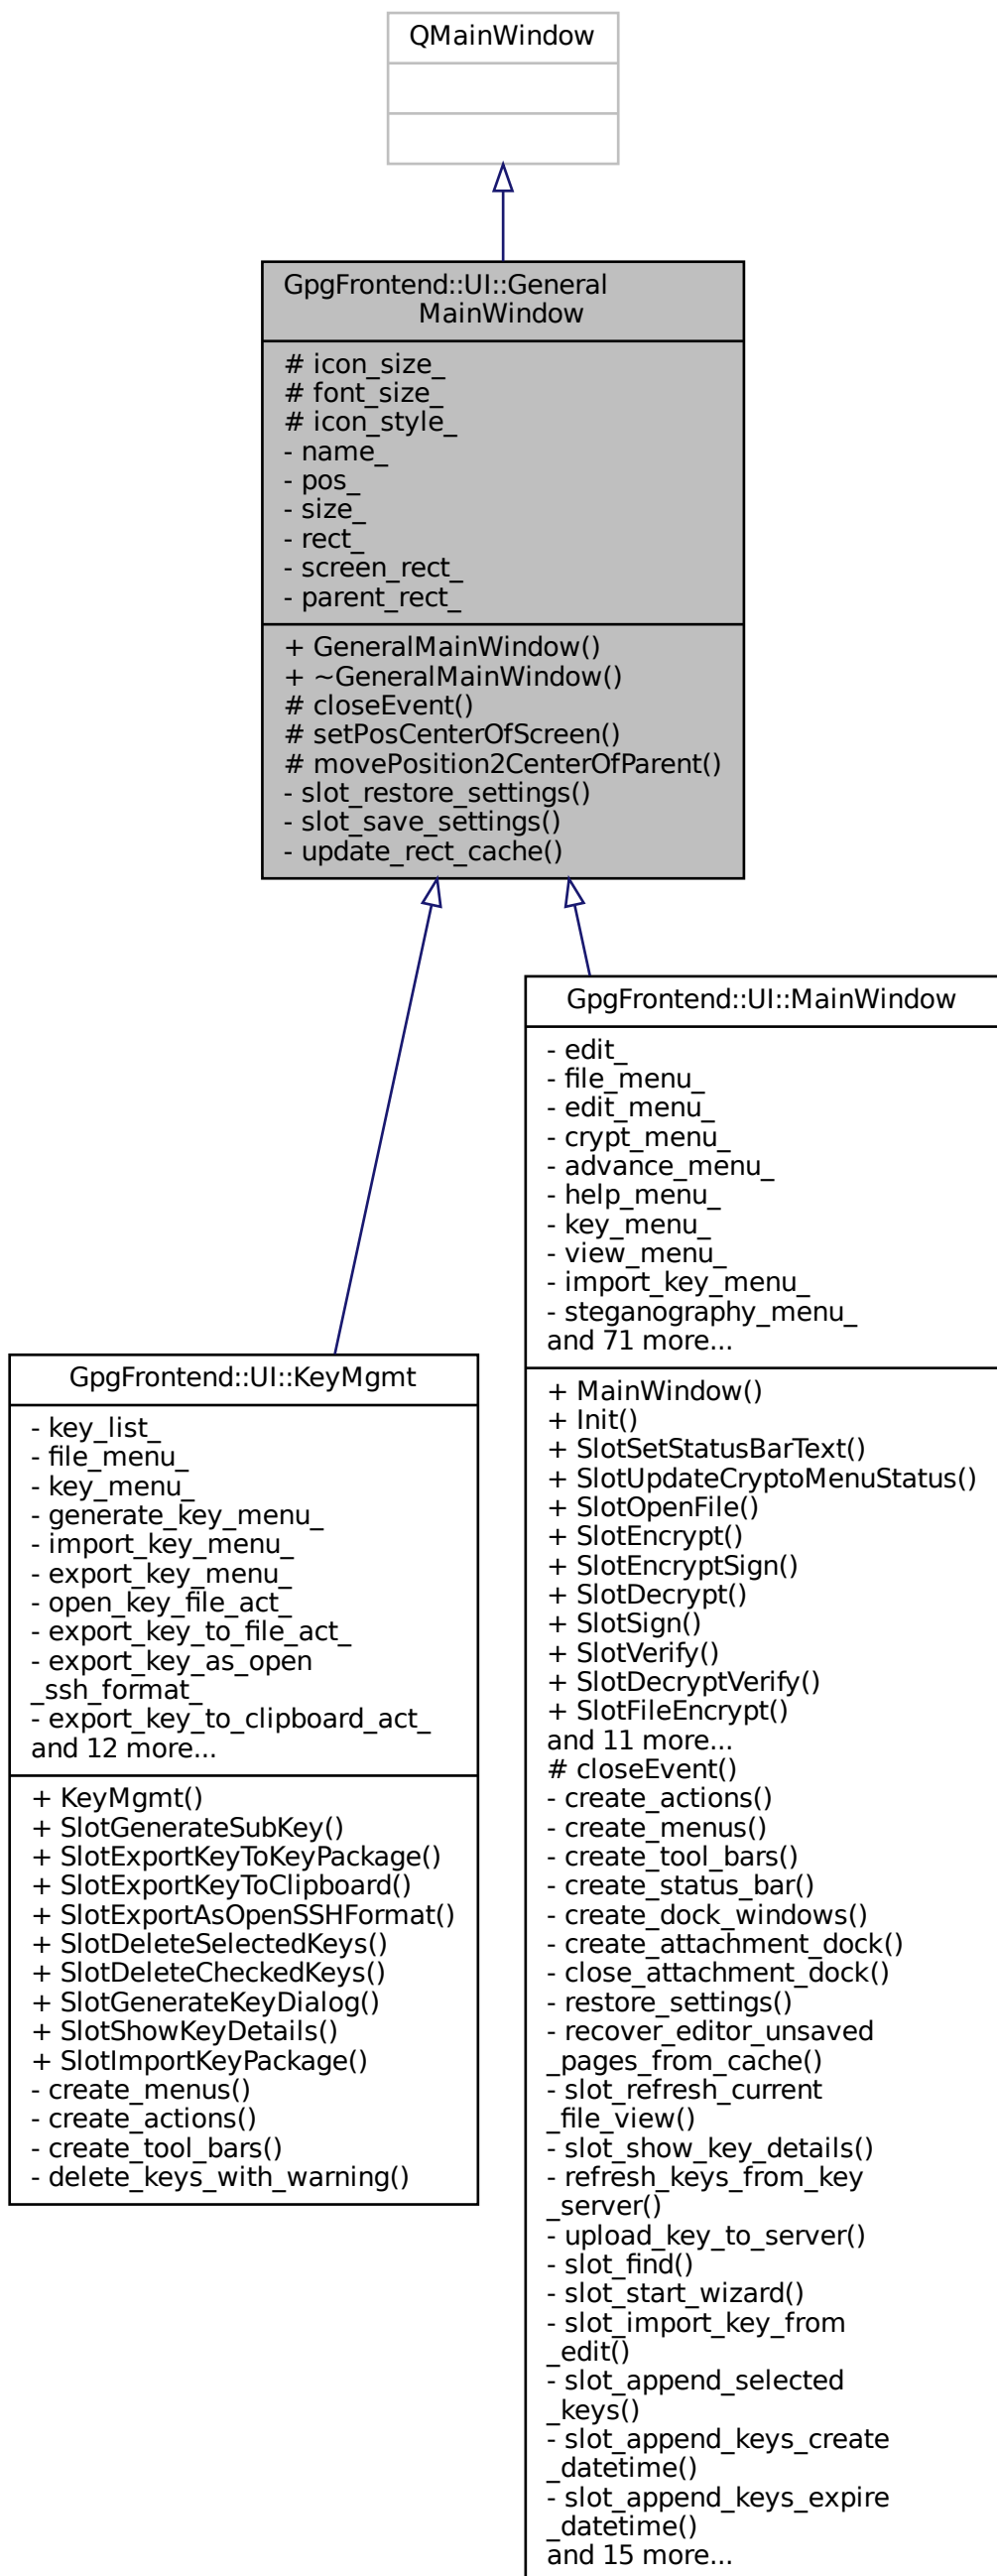 QMainWindow
GpgFrontend::UI::General
MainWindow
# icon_size_
# font_size_
# icon_style_
- name_
- pos_
- size_
- rect_
- screen_rect_
- parent_rect_
+ GeneralMainWindow()
+ ~GeneralMainWindow()
# closeEvent()
# setPosCenterOfScreen()
# movePosition2CenterOfParent()
- slot_restore_settings()
- slot_save_settings()
- update_rect_cache()
GpgFrontend::UI::KeyMgmt
- key_list_
- file_menu_
- key_menu_
- generate_key_menu_
- import_key_menu_
- export_key_menu_
- open_key_file_act_
- export_key_to_file_act_
- export_key_as_open
_ssh_format_
- export_key_to_clipboard_act_
and 12 more...
+ KeyMgmt()
+ SlotGenerateSubKey()
+ SlotExportKeyToKeyPackage()
+ SlotExportKeyToClipboard()
+ SlotExportAsOpenSSHFormat()
+ SlotDeleteSelectedKeys()
+ SlotDeleteCheckedKeys()
+ SlotGenerateKeyDialog()
+ SlotShowKeyDetails()
+ SlotImportKeyPackage()
- create_menus()
- create_actions()
- create_tool_bars()
- delete_keys_with_warning()
GpgFrontend::UI::MainWindow
- edit_
- file_menu_
- edit_menu_
- crypt_menu_
- advance_menu_
- help_menu_
- key_menu_
- view_menu_
- import_key_menu_
- steganography_menu_
and 71 more...
+ MainWindow()
+ Init()
+ SlotSetStatusBarText()
+ SlotUpdateCryptoMenuStatus()
+ SlotOpenFile()
+ SlotEncrypt()
+ SlotEncryptSign()
+ SlotDecrypt()
+ SlotSign()
+ SlotVerify()
+ SlotDecryptVerify()
+ SlotFileEncrypt()
and 11 more...
# closeEvent()
- create_actions()
- create_menus()
- create_tool_bars()
- create_status_bar()
- create_dock_windows()
- create_attachment_dock()
- close_attachment_dock()
- restore_settings()
- recover_editor_unsaved
_pages_from_cache()
- slot_refresh_current
_file_view()
- slot_show_key_details()
- refresh_keys_from_key
_server()
- upload_key_to_server()
- slot_find()
- slot_start_wizard()
- slot_import_key_from
_edit()
- slot_append_selected
_keys()
- slot_append_keys_create
_datetime()
- slot_append_keys_expire
_datetime()
and 15 more...